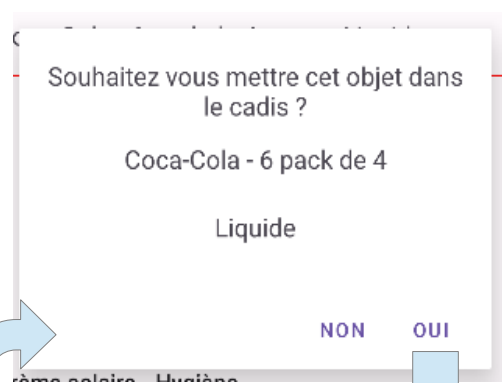 Souhaitez vous mettre cet objet dans
le cadis ?
Coca-Cola - 6 pack de 4
Liquide
NON OUI
crème solaire - Hygiène